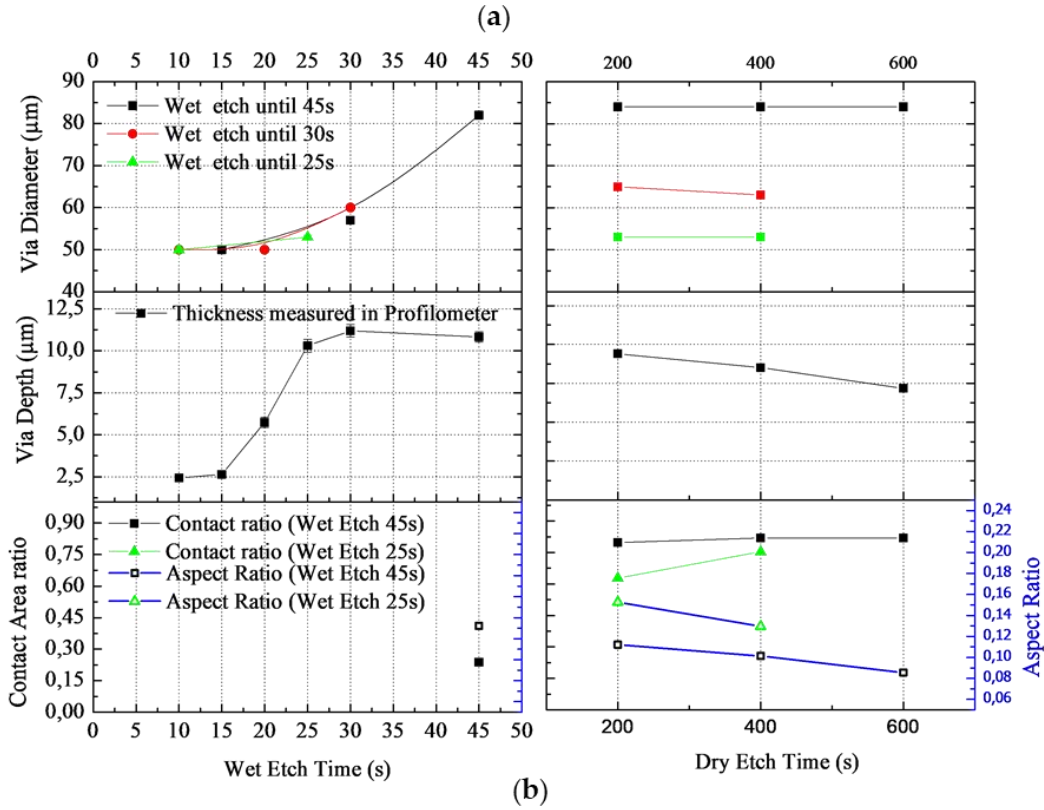 (a)
0 5 10 15 20 25 30 35 40 45 50
200 400 600
90
80
70
60
50
40
Via Diameter (μm)
Wet etch until 45s
Wet etch until 30s
Wet etch until 25s
12,5
10,0
7,5
5,0
2,5
Via Depth (μm)
Thickness measured in Profilometer
0,90
0,75
0,60
0,45
0,30
0,15
0,00
Contact Area ratio
Contact ratio (Wet Etch 45s)
Contact ratio (Wet Etch 25s)
Aspect Ratio (Wet Etch 45s)
Aspect Ratio (Wet Etch 25s)
0,24
0,22
0,20
0,18
0,16
0,14
0,12
0,10
0,08
0,06
Aspect Ratio
0 5 10 15 20 25 30 35 40 45 50
200 400 600
Wet Etch Time (s)
Dry Etch Time (s)
(b)